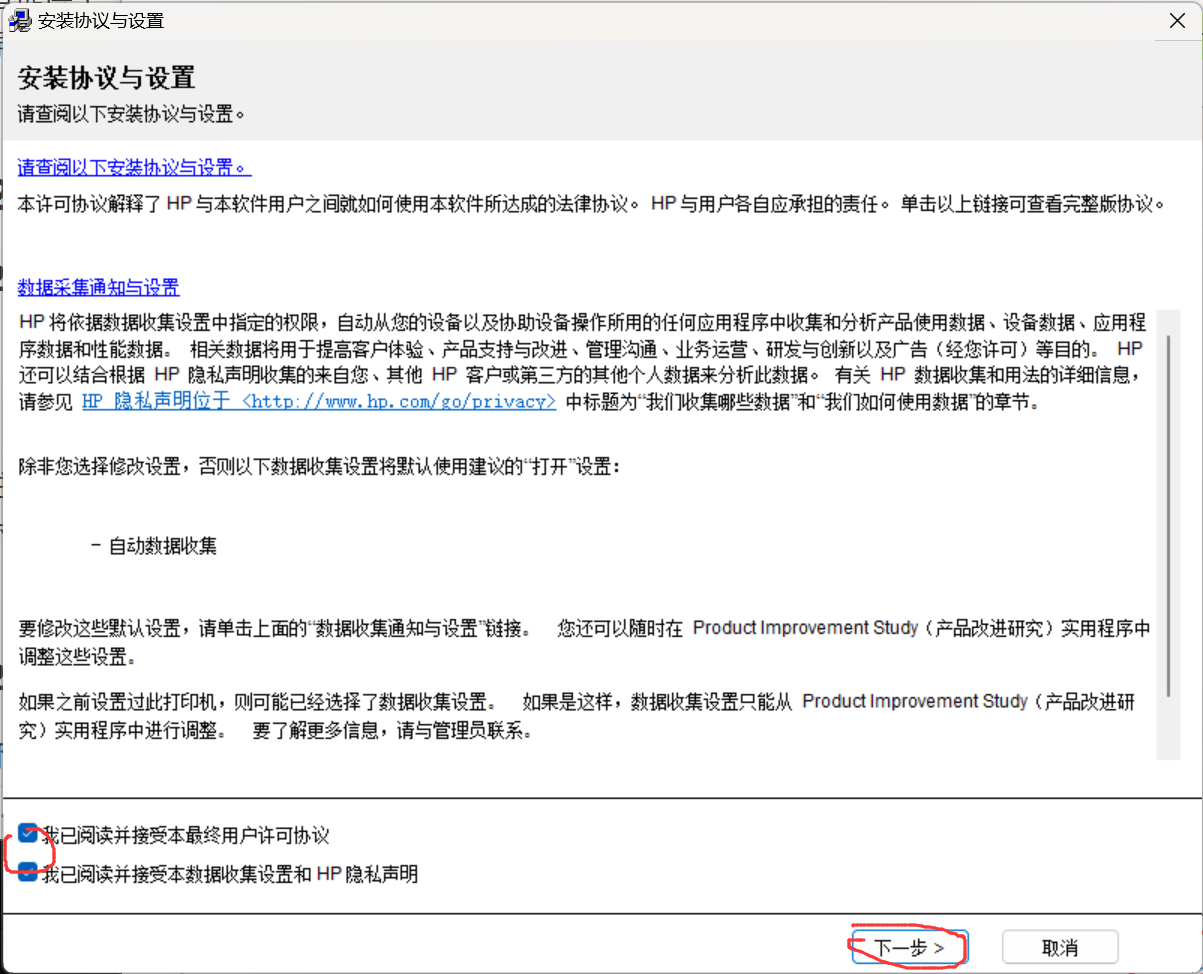 安装协议与设置
安装协议与设置
请查阅以下安装协议与设置。
请查阅以下安装协议与设置。
本许可协议解释了 HP 与本软件用户之间就如何使用本软件所达成的法律协议。 HP 与用户各自应承担的责任。 单击以上链接可查看完整版协议。
数据采集通知与设置
HP 将依据数据收集设置中指定的权限，自动从您的设备以及协助设备操作所用的任何应用程序中收集和分析产品使用数据、设备数据、应用程
序数据和性能数据。 相关数据将用于提高客户体验、产品支持与改进、管理沟通、业务运营、研发与创新以及广告（经您许可）等目的。 HP
还可以结合根据 HP 隐私声明收集的来自您、其他 HP 客户或第三方的其他个人数据来分析此数据。 有关 HP 数据收集和用法的详细信息，
请参见 HP 隐私声明位于 <http://www.hp.com/go/privacy> 中标题为“我们收集哪些数据”和“我们如何使用数据”的章节。
除非您选择修改设置，否则以下数据收集设置将默认使用建议的“打开”设置：
- 自动数据收集
要修改这些默认设置，请单击上面的“数据收集通知与设置”链接。 您还可以随时在 Product Improvement Study（产品改进研究）实用程序中
调整这些设置。
如果之前设置过此打印机，则可能已经选择了数据收集设置。 如果是这样，数据收集设置只能从 Product Improvement Study（产品改进研
究）实用程序中进行调整。 要了解更多信息，请与管理员联系。
我已阅读并接受本最终用户许可协议
我已阅读并接受本数据收集设置和 HP 隐私声明
下一步 >
取消